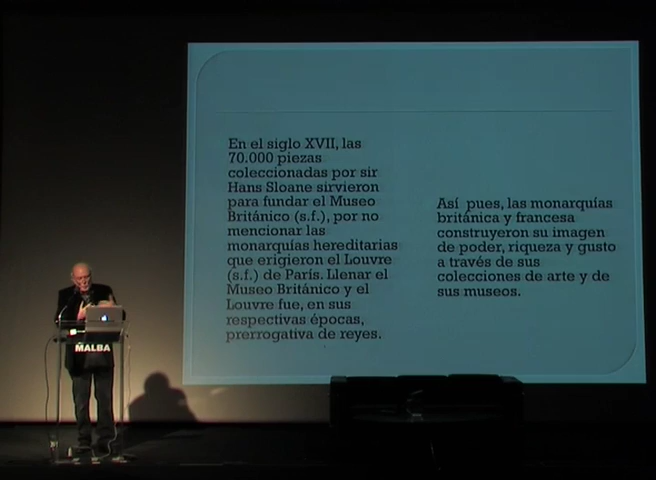 En el siglo XVII, las
70.000 piezas
coleccionadas por sir
Hans Sloane sirvieron
para fundar el Museo
Británico (s.f.), por no
mencionar las
monarquías hereditarias
que erigieron el Louvre
(s.f.) de París. Llenar el
Museo Británico y el
Louvre fue, en sus
respectivas épocas,
prerrogativa de reyes.
Así pues, las monarquías
británica y francesa
construyeron su imagen
de poder, riqueza y gusto
a través de sus
colecciones de arte y de
sus museos.
MALBA